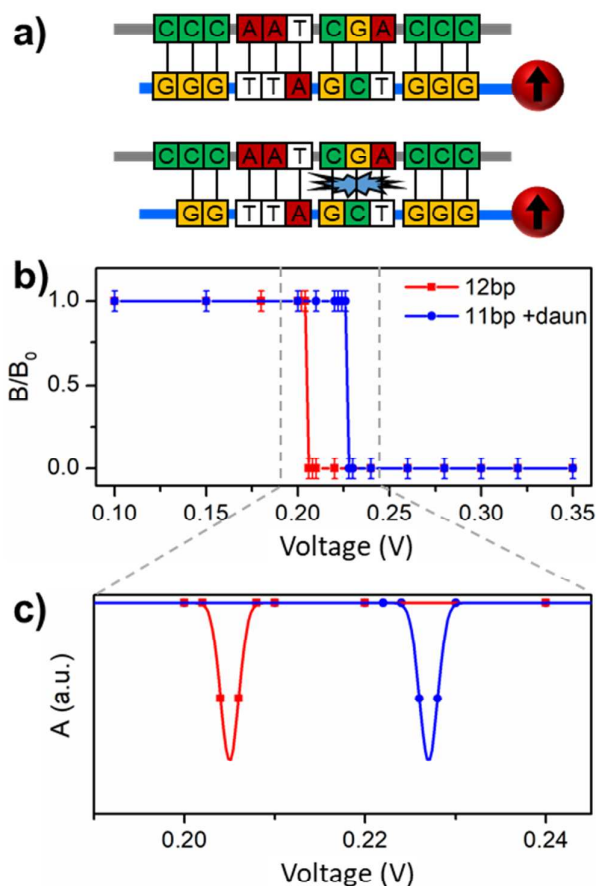 a)
C C C A A T C G A C C C
G G G T T A G C T G G G
C C C A A T C G A C C C
G G T T A G C T G G G
b)
12bp
11bp +daun
B/B₀
1.0
0.5
0.0
0.10 0.15 0.20 0.25 0.30 0.35
Voltage (V)
c)
A (a.u.)
0.20 0.22 0.24
Voltage (V)